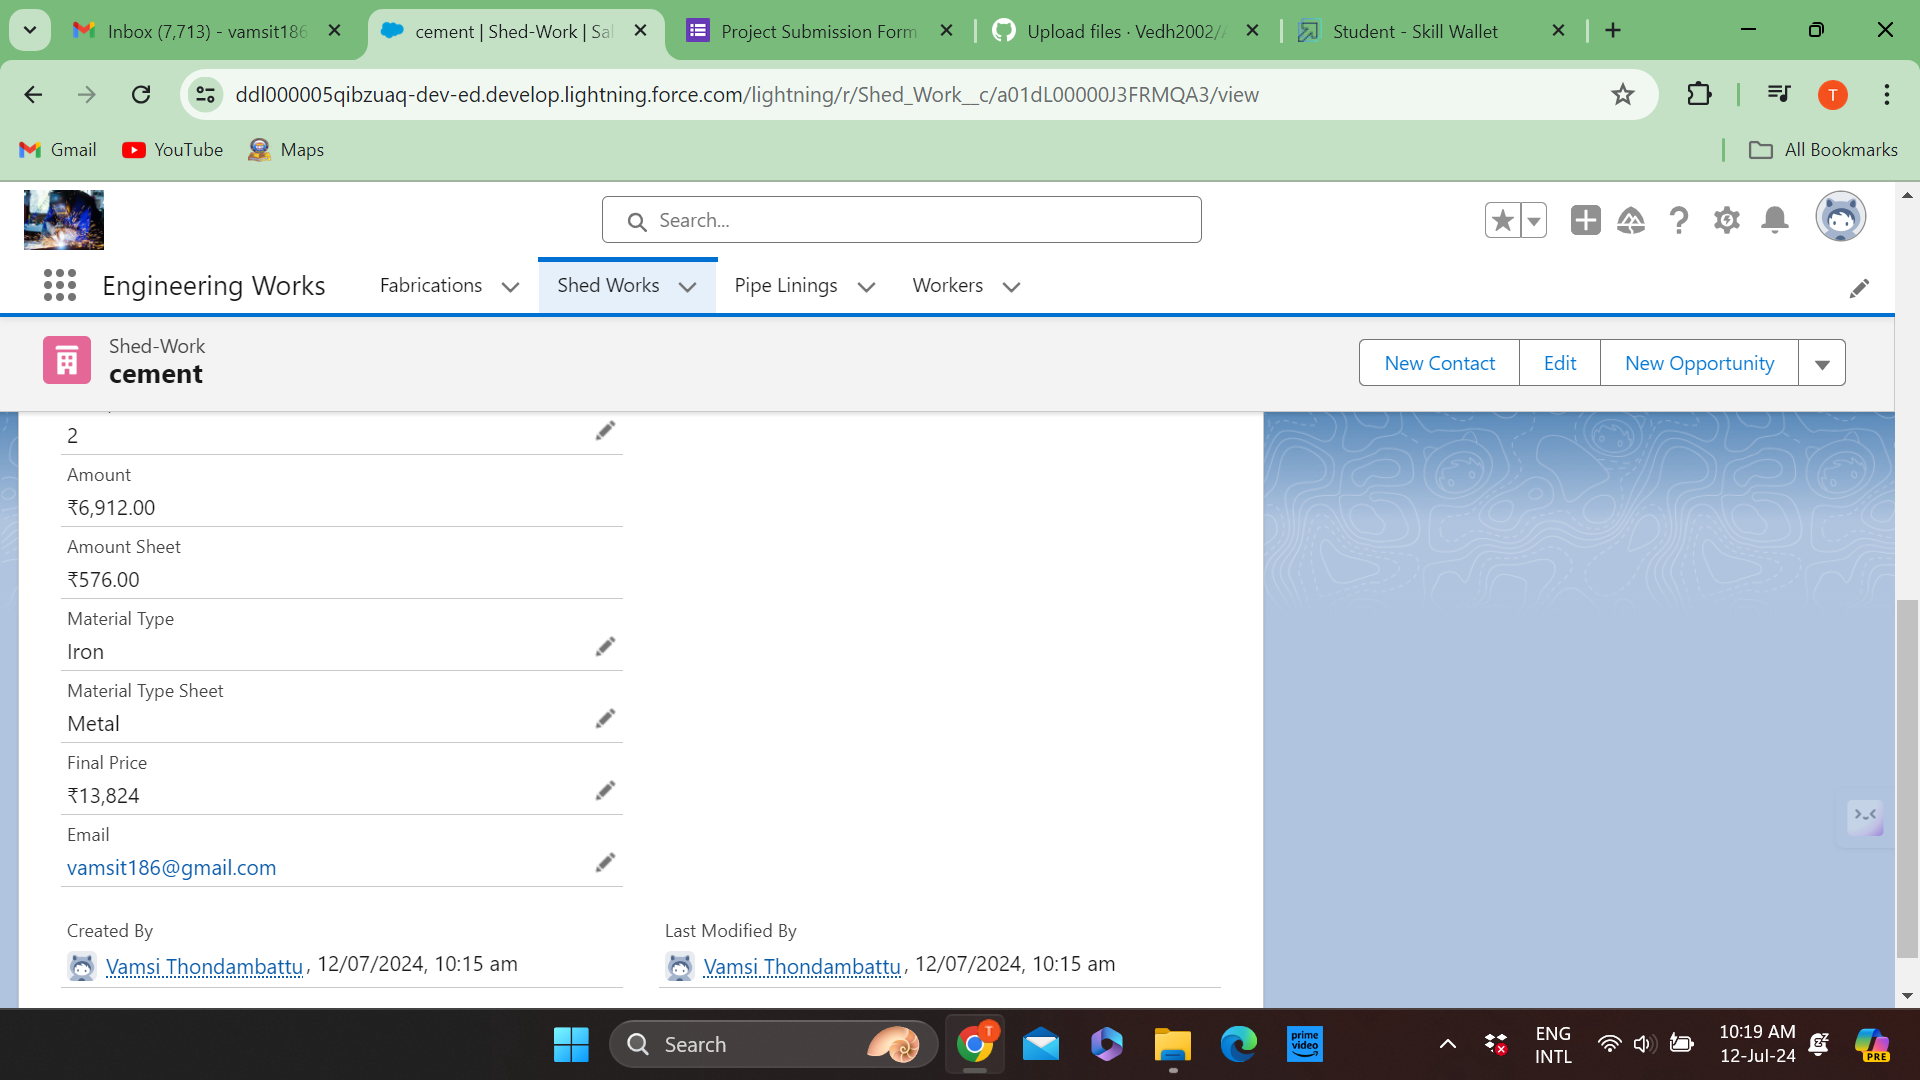 Inbox (7,713) - vamsit186
cement | Shed-Work | Sal
Project Submission Form
Upload files · Vedh2002/
Student - Skill Wallet
ddl000005qibzuaq-dev-ed.develop.lightning.force.com/lightning/r/Shed_Work__c/a01dL00000J3FRMQA3/view
T
Gmail
YouTube
Maps
All Bookmarks
Search...
Engineering Works
Fabrications
Shed Works
Pipe Linings
Workers
Shed-Work
cement
New Contact
Edit
New Opportunity
2
Amount
₹6,912.00
Amount Sheet
₹576.00
Material Type
Iron
Material Type Sheet
Metal
Final Price
₹13,824
Email
vamsit186@gmail.com
Created By
Last Modified By
Vamsi Thondambattu, 12/07/2024, 10:15 am
Vamsi Thondambattu, 12/07/2024, 10:15 am
Search
T
prime video
ENG
INTL
10:19 AM
12-Jul-24
PRE